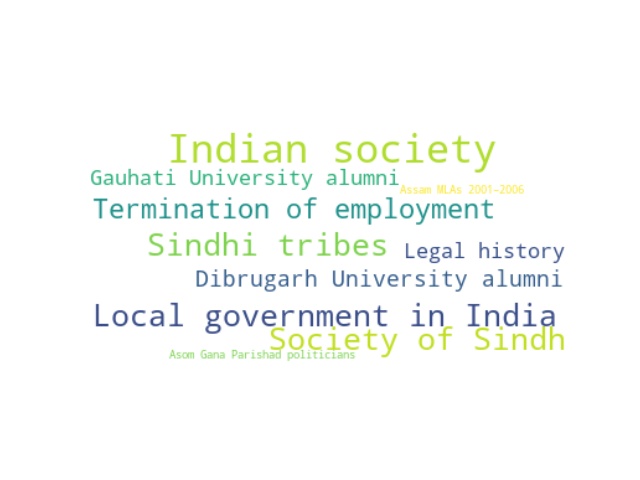 Indian society
Gauhati University alumni
Assam MLAs 2001–2006
Termination of employment
Sindhi tribes
Legal history
Dibrugarh University alumni
Local government in India
Society of Sindh
Asom Gana Parishad politicians